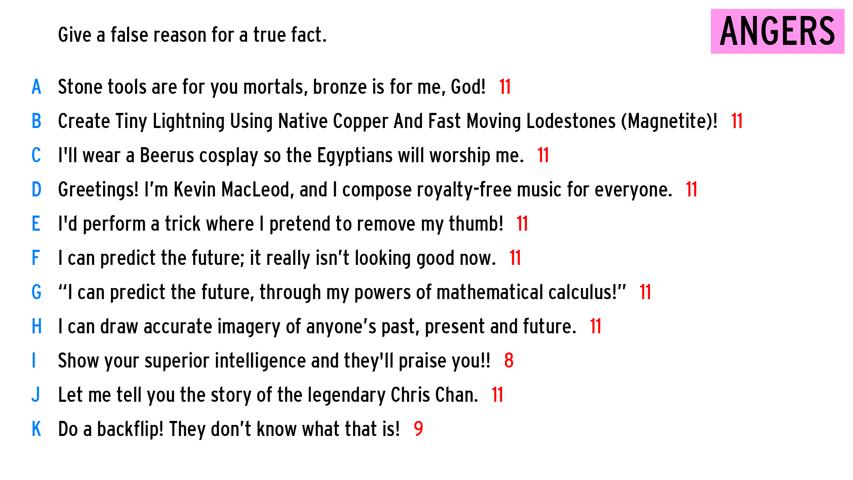 Give a false reason for a true fact.
ANGERS
A Stone tools are for you mortals, bronze is for me, God! 11
B Create Tiny Lightning Using Native Copper And Fast Moving Lodestones (Magnetite)! 11
C I'll wear a Beerus cosplay so the Egyptians will worship me. 11
D Greetings! I’m Kevin MacLeod, and I compose royalty-free music for everyone. 11
E I'd perform a trick where I pretend to remove my thumb! 11
F I can predict the future; it really isn’t looking good now. 11
G “I can predict the future, through my powers of mathematical calculus!” 11
H I can draw accurate imagery of anyone’s past, present and future. 11
I Show your superior intelligence and they'll praise you!! 8
J Let me tell you the story of the legendary Chris Chan. 11
K Do a backflip! They don’t know what that is! 9